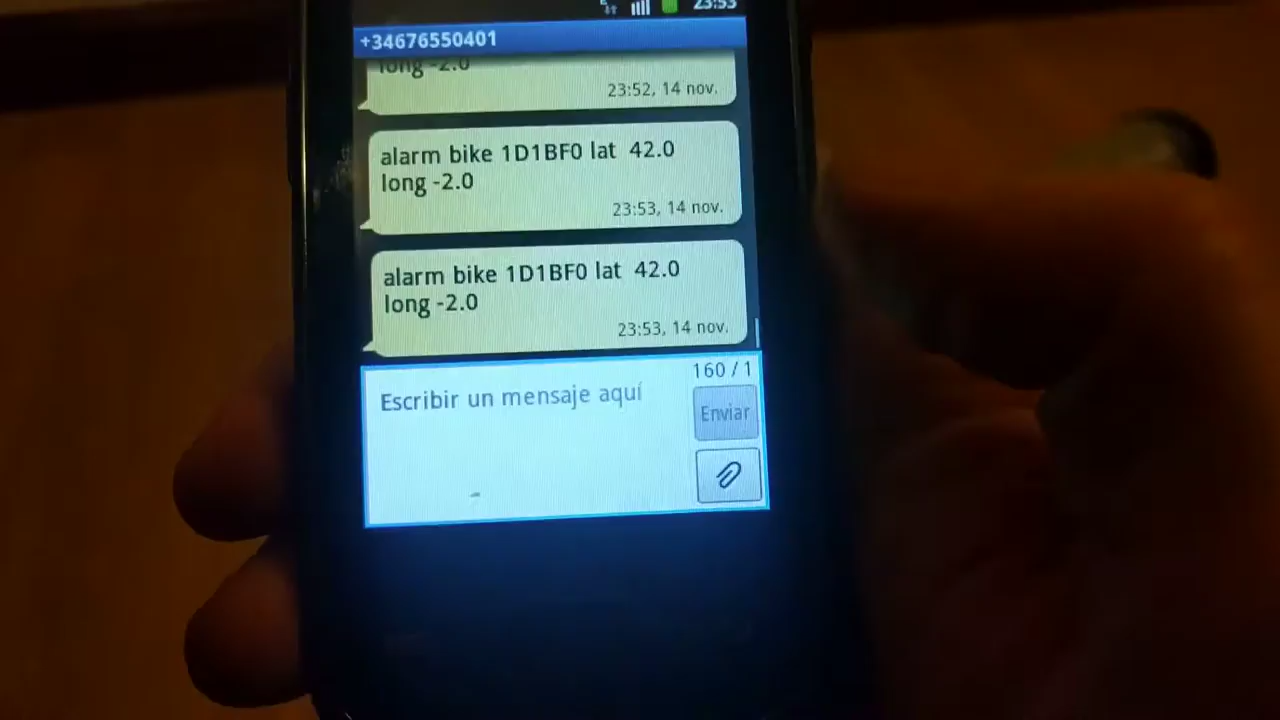 23:53
+34676550401
long -2.0
23:52, 14 nov.
alarm bike 1D1BF0 lat  42.0
long -2.0
23:53, 14 nov.
alarm bike 1D1BF0 lat  42.0
long -2.0
23:53, 14 nov.
160 / 1
Escribir un mensaje aquí
Enviar